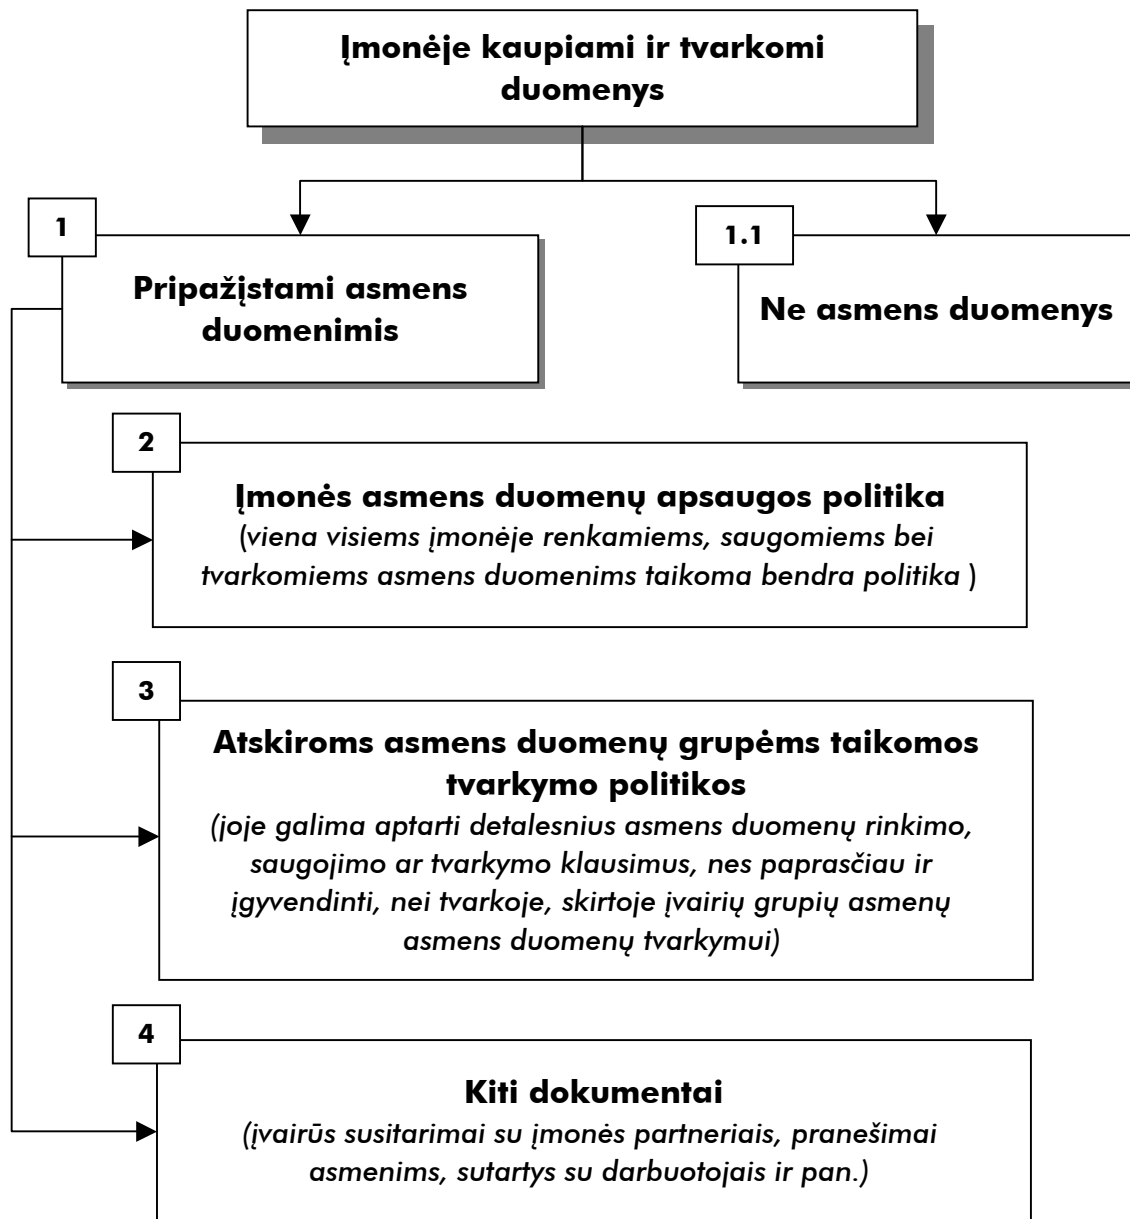 Įmonėje kaupiami ir tvarkomi
duomenys
1
Pripažįstami asmens
duomenimis
1.1
Ne asmens duomenys
2
Įmonės asmens duomenų apsaugos politika
(viena visiems įmonėje renkamiems, saugomiems bei
tvarkomiems asmens duomenims taikoma bendra politika )
3
Atskiroms asmens duomenų grupėms taikomos
tvarkymo politikos
(joje galima aptarti detalesnius asmens duomenų rinkimo,
saugojimo ar tvarkymo klausimus, nes paprasčiau ir
įgyvendinti, nei tvarkoje, skirtoje įvairių grupių asmenų
asmens duomenų tvarkymui)
4
Kiti dokumentai
(įvairūs susitarimai su įmonės partneriais, pranešimai
asmenims, sutartys su darbuotojais ir pan.)